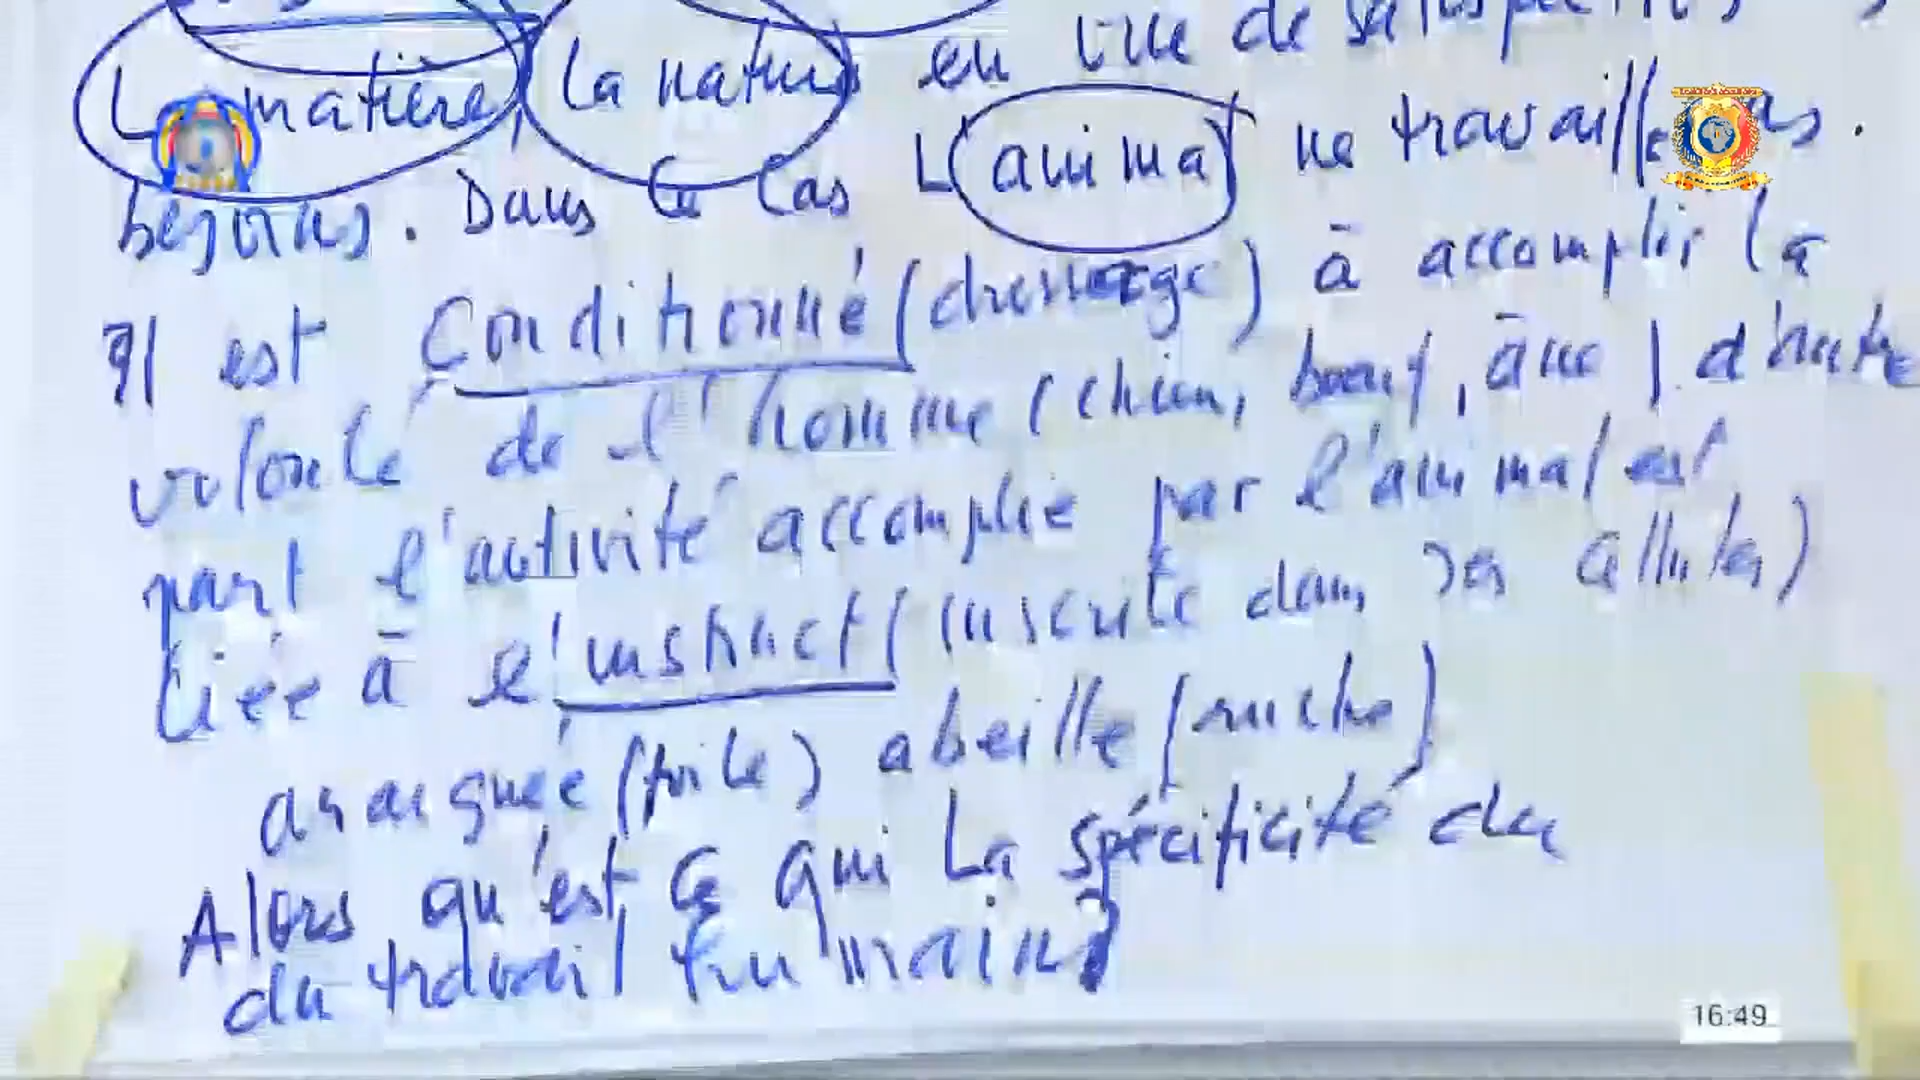 La matière, la nature en vue de satisfaire
besoins. Dans ce cas L'animal ne travaille pas.
Il est conditionné (dressage) à accomplir la
volonté de l'homme (chien, boeuf, âne). d'autre
part l'activité accomplie par l'animal est
liée à l'instinct (inscrite dans ses cellules)
araignée (toile) abeille (ruche)
Alors qu'est ce qui La spécificité du
du travail humain?
16:49